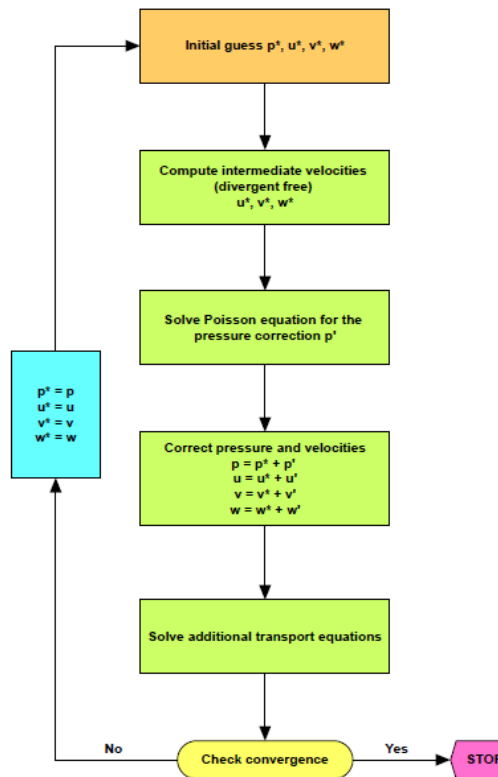 Initial guess p*, u*, v*, w*
Compute intermediate velocities
(divergent free)
u*, v*, w*
Solve Poisson equation for the
pressure correction p'
p* = p
u* = u
v* = v
w* = w
Correct pressure and velocities
p = p* + p'
u = u* + u'
v = v* + v'
w = w* + w'
Solve additional transport equations
No
Check convergence
Yes
STOP